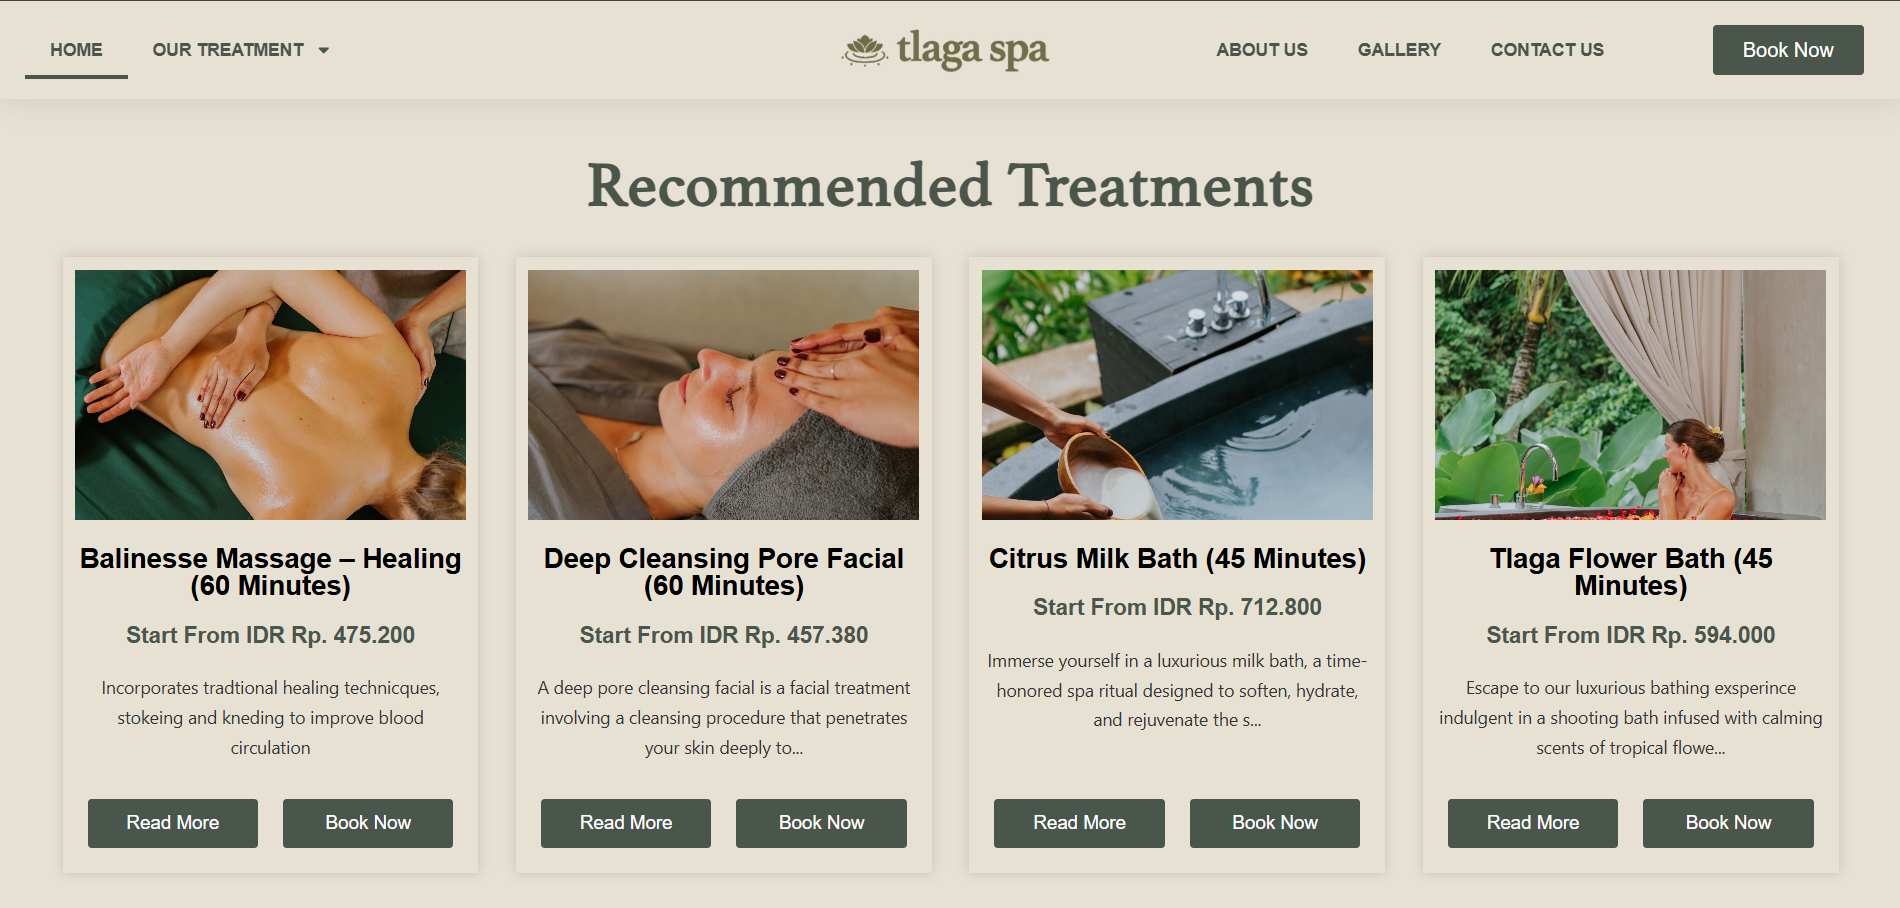 HOME
OUR TREATMENT
tlaga spa
ABOUT US
GALLERY
CONTACT US
Book Now
Recommended Treatments
Balinesse Massage – Healing
(60 Minutes)
Start From IDR Rp. 475.200
Incorporates tradtional healing technicques,
stokeing and kneding to improve blood
circulation
Read More
Book Now
Deep Cleansing Pore Facial
(60 Minutes)
Start From IDR Rp. 457.380
A deep pore cleansing facial is a facial treatment
involving a cleansing procedure that penetrates
your skin deeply to...
Read More
Book Now
Citrus Milk Bath (45 Minutes)
Start From IDR Rp. 712.800
Immerse yourself in a luxurious milk bath, a time-
honored spa ritual designed to soften, hydrate,
and rejuvenate the s...
Read More
Book Now
Tlaga Flower Bath (45
Minutes)
Start From IDR Rp. 594.000
Escape to our luxurious bathing exsperince
indulgent in a shooting bath infused with calming
scents of tropical flowe...
Read More
Book Now